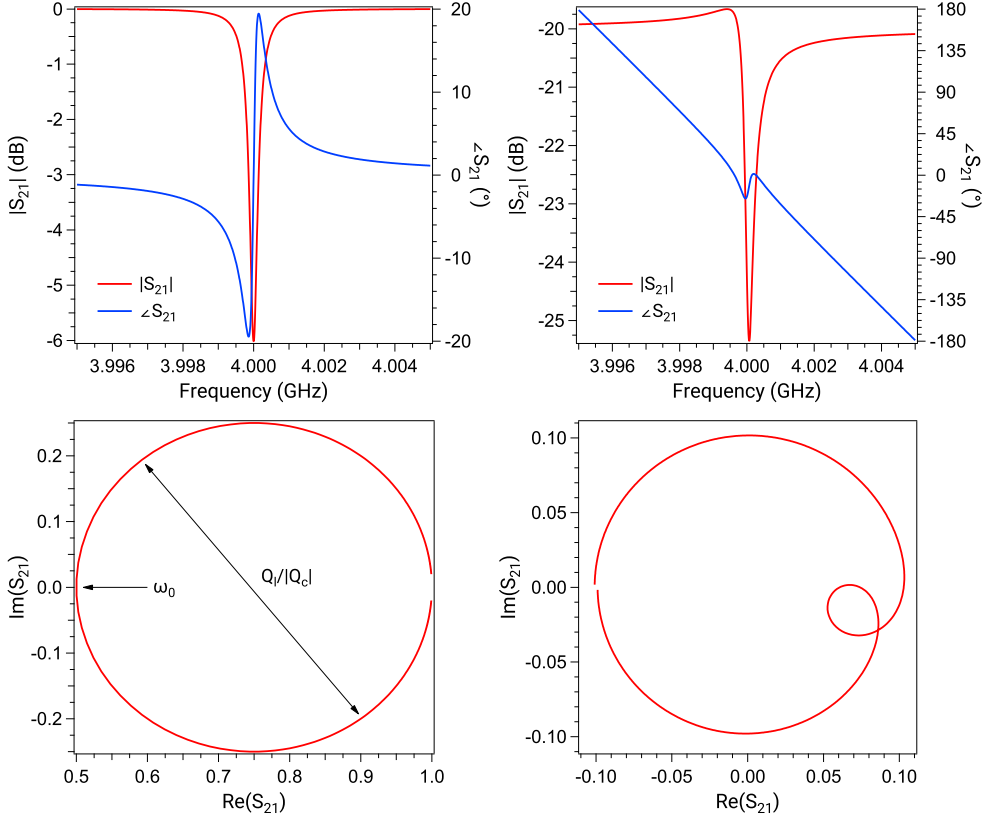 0
-1
-2
-3
-4
-5
-6
|S21| (dB)
20
10
0
-10
-20
∠S21 (°)
|S21|
∠S21
3.996 3.998 4.000 4.002 4.004
Frequency (GHz)
-20
-21
-22
-23
-24
-25
|S21| (dB)
180
135
90
45
0
-45
-90
-135
-180
∠S21 (°)
|S21|
∠S21
3.996 3.998 4.000 4.002 4.004
Frequency (GHz)
0.2
0.1
0.0
-0.1
-0.2
Im(S21)
ω0
Ql/|Qc|
0.5 0.6 0.7 0.8 0.9 1.0
Re(S21)
0.10
0.05
0.00
-0.05
-0.10
Im(S21)
-0.10 -0.05 0.00 0.05 0.10
Re(S21)